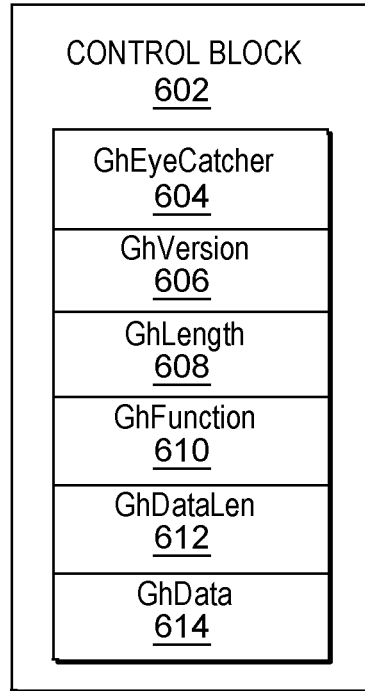 CONTROL BLOCK
602
GhEyeCatcher
604
GhVersion
606
GhLength
608
GhFunction
610
GhDataLen
612
GhData
614